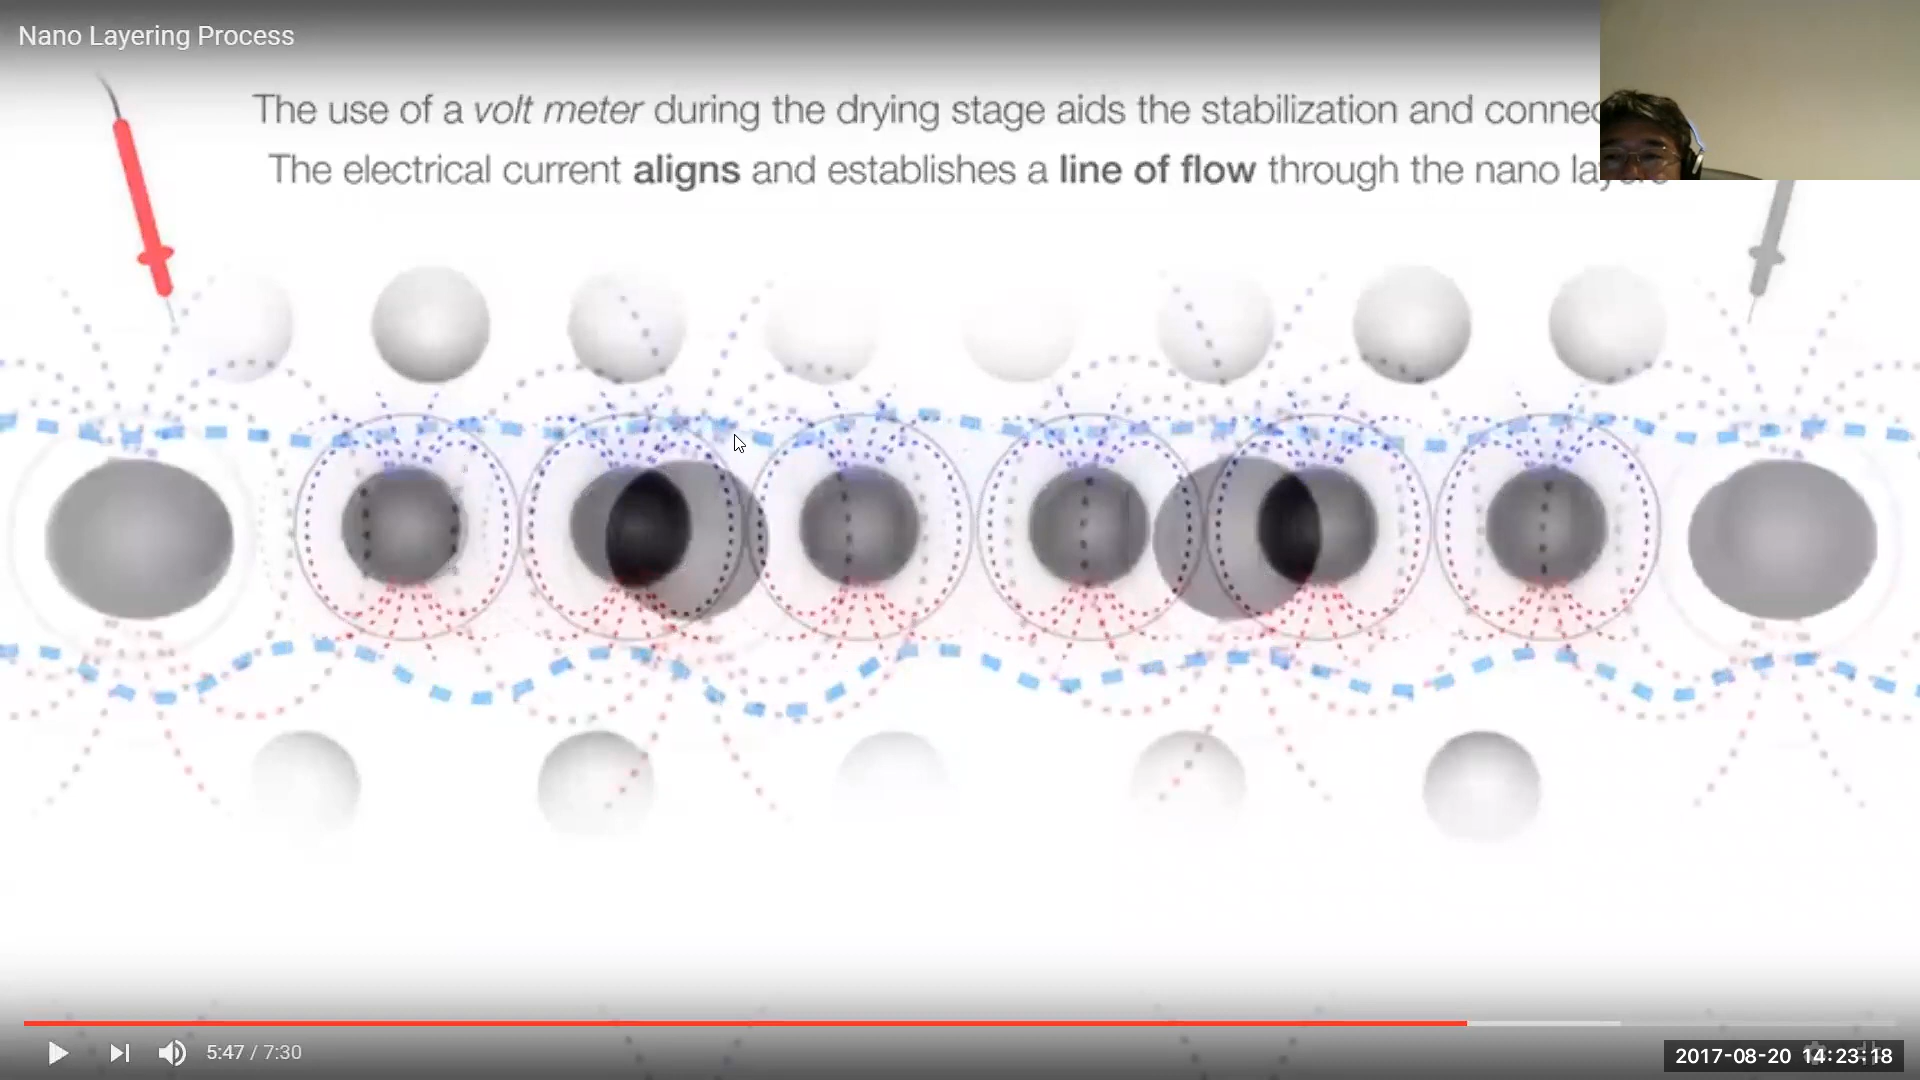 Nano Layering Process
The use of a volt meter during the drying stage aids the stabilization and
The electrical current aligns and establishes a line of flow through the nano
5:47 / 7:30
2017-08-20 14:23:18